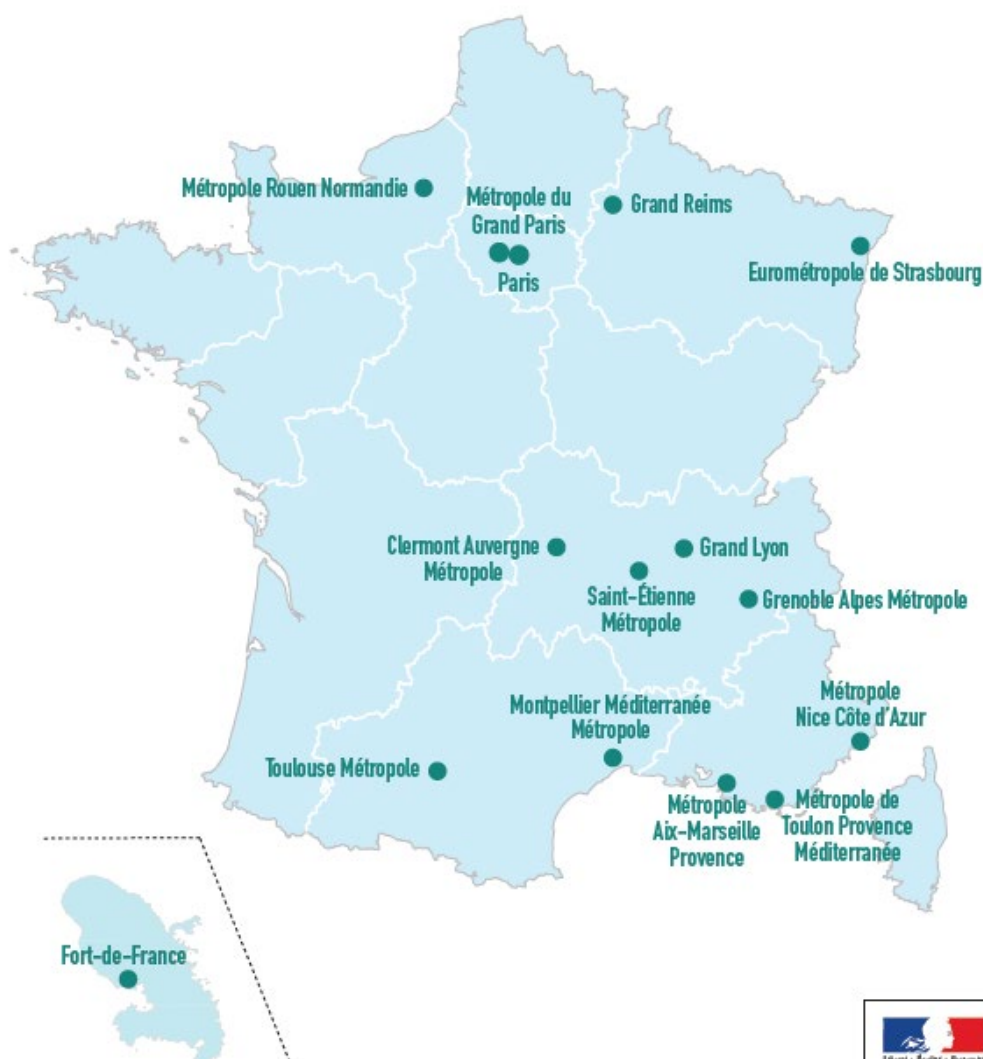 Métropole Rouen Normandie
Métropole du
Grand Paris
Paris
Grand Reims
Eurométropole de Strasbourg
Clermont Auvergne
Métropole
Grand Lyon
Saint-Étienne
Métropole
Grenoble Alpes Métropole
Métropole
Nice Côte d'Azur
Montpellier Méditerranée
Métropole
Toulouse Métropole
Métropole
Aix-Marseille
Provence
Métropole de
Toulon Provence
Méditerranée
Fort-de-France